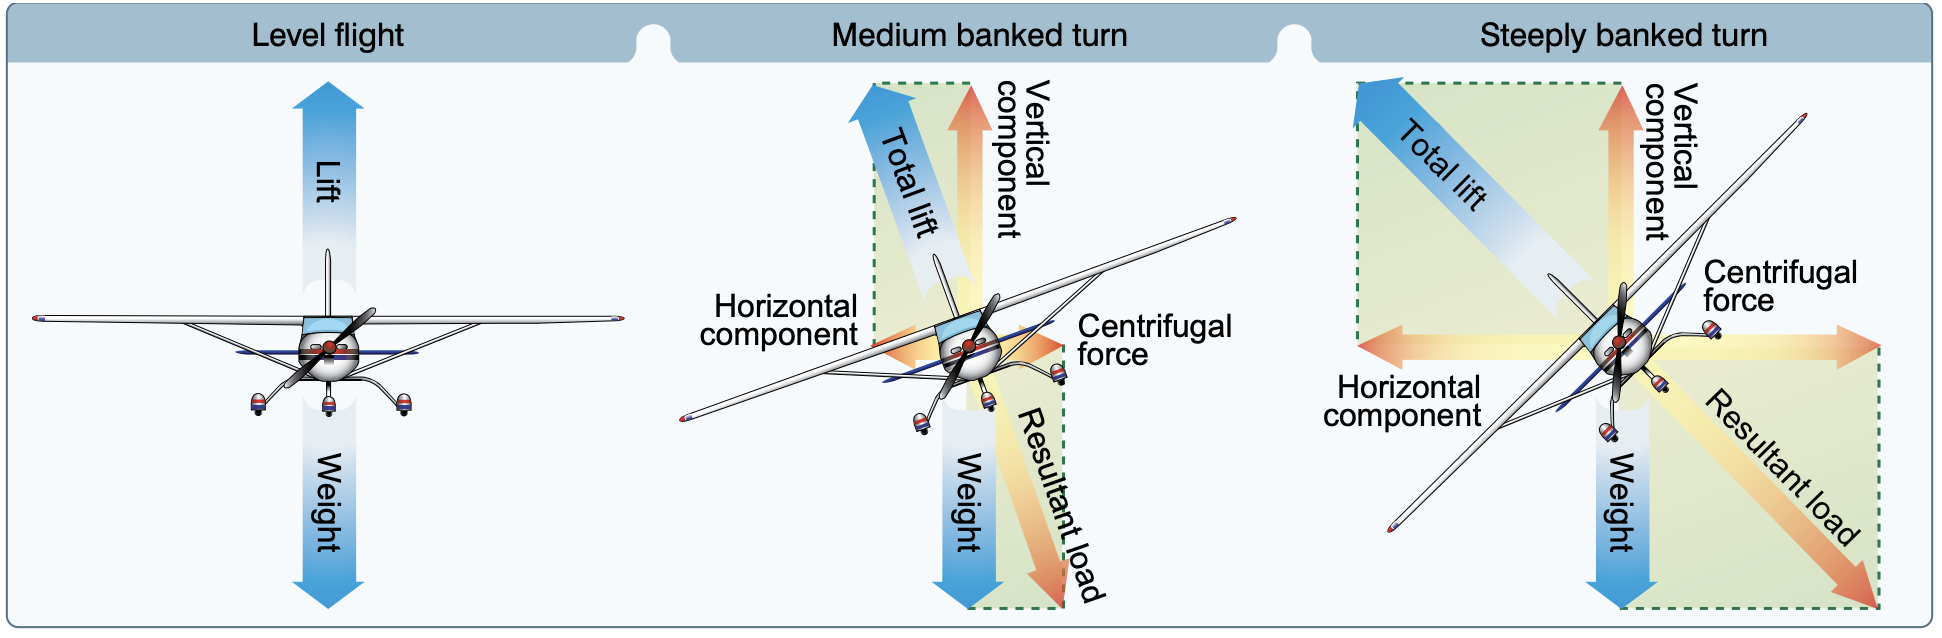 Level flight
Lift
Weight
Medium banked turn
Total lift
Vertical
component
Horizontal
component
Centrifugal
force
Weight
Resultant load
Steeply banked turn
Total lift
Vertical
component
Centrifugal
force
Horizontal
component
Weight
Resultant load